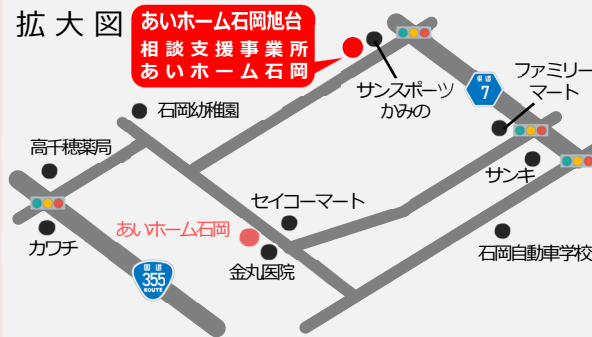 拡大図
あいホーム石岡旭台
相談支援事業所
あいホーム石岡
サンスポーツ
かみの
県道
7
ファミリー
マート
石岡幼稚園
高千穂薬局
サンキ
セイコーマート
あいホーム石岡
カワチ
金丸医院
石岡自動車学校
国道
355
ROUTE